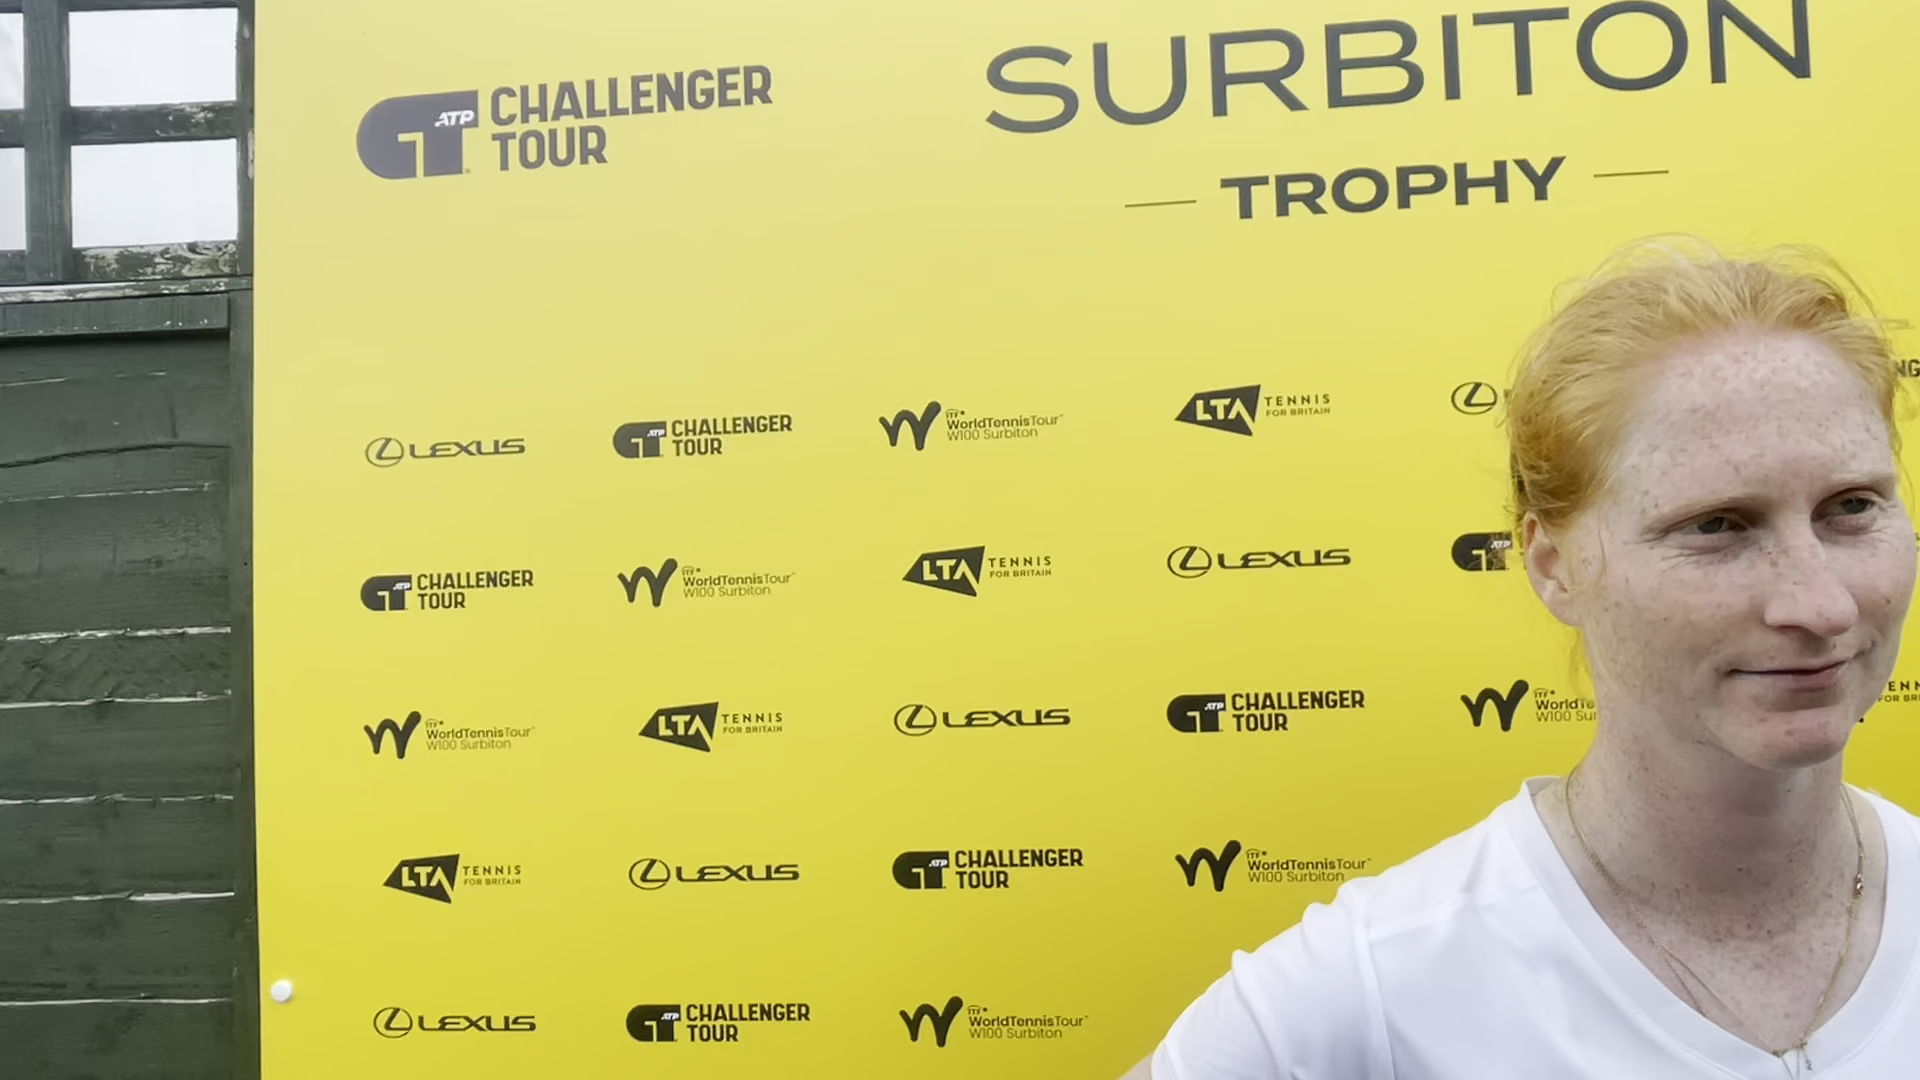 ATP CHALLENGER
TOUR
SURBITON
TROPHY
LEXUS
ATP CHALLENGER
TOUR
ITF
WorldTennisTour
W100 Surbiton
LTA TENNIS
FOR BRITAIN
ATP CHALLENGER
TOUR
ITF
WorldTennisTour
W100 Surbiton
LTA TENNIS
FOR BRITAIN
LEXUS
ATP
ITF
WorldTennisTour
W100 Surbiton
LTA TENNIS
FOR BRITAIN
LEXUS
ATP CHALLENGER
TOUR
ITF
LTA TENNIS
FOR BRITAIN
LEXUS
ATP CHALLENGER
TOUR
ITF
WorldTennisTour
W100 Surbiton
LEXUS
ATP CHALLENGER
TOUR
ITF
WorldTennisTour
W100 Surbiton